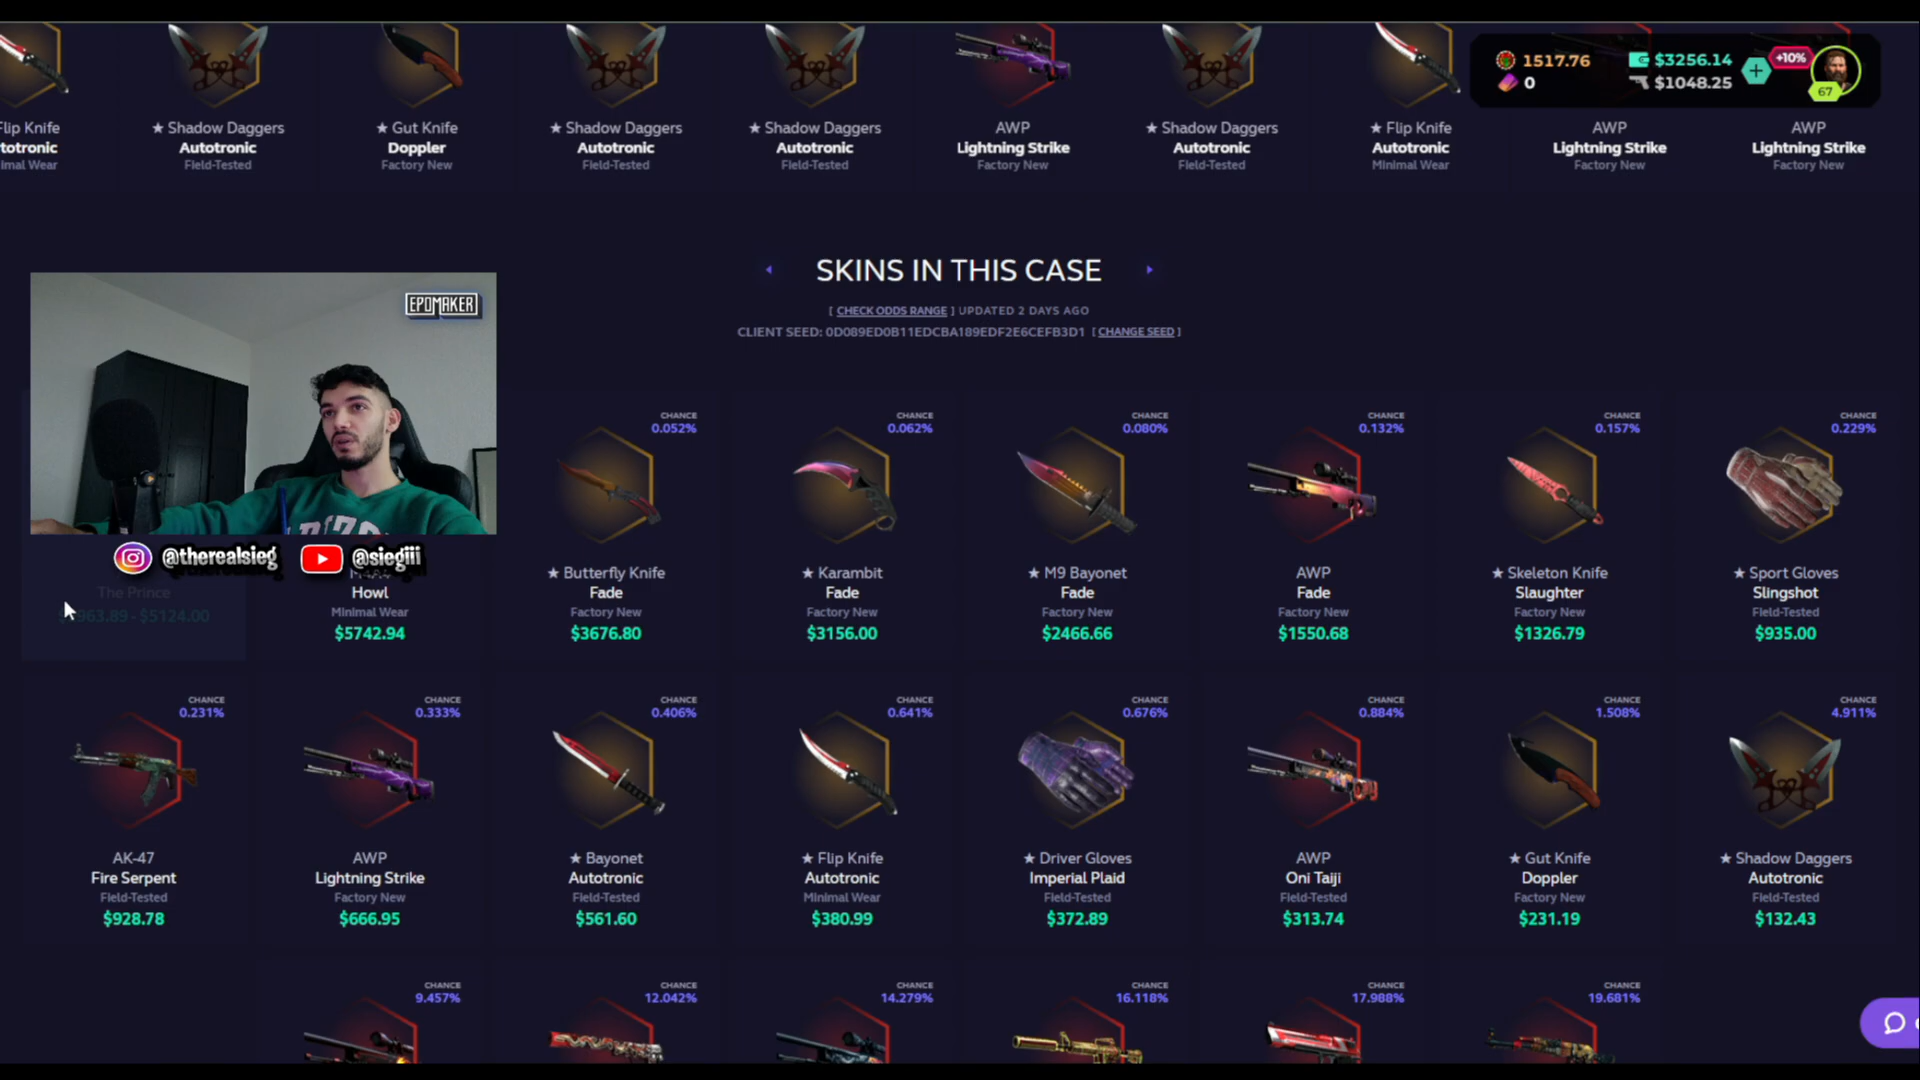 Flip Knife
Autotronic
Minimal Wear
★ Shadow Daggers
Autotronic
Field-Tested
★ Gut Knife
Doppler
Factory New
★ Shadow Daggers
Autotronic
Field-Tested
★ Shadow Daggers
Autotronic
Field-Tested
AWP
Lightning Strike
Factory New
★ Shadow Daggers
Autotronic
Field-Tested
★ Flip Knife
Autotronic
Minimal Wear
AWP
Lightning Strike
Factory New
AWP
Lightning Strike
Factory New
1517.76
0
$3256.14
$1048.25
+10%
67
SKINS IN THIS CASE
[ CHECK ODDS RANGE ] UPDATED 2 DAYS AGO
CLIENT SEED: 0D089ED0B11EDCBA189EDF2E6CEFB3D1 [ CHANGE SEED ]
EPOMAKER
@therealsieg
@siegiii
The Prince
963.89 - $5124.00
Howl
Minimal Wear
$5742.94
CHANCE
0.052%
★ Butterfly Knife
Fade
Factory New
$3676.80
CHANCE
0.062%
★ Karambit
Fade
Factory New
$3156.00
CHANCE
0.080%
★ M9 Bayonet
Fade
Factory New
$2466.66
CHANCE
0.132%
AWP
Fade
Factory New
$1550.68
CHANCE
0.157%
★ Skeleton Knife
Slaughter
Factory New
$1326.79
CHANCE
0.229%
★ Sport Gloves
Slingshot
Field-Tested
$935.00
CHANCE
0.231%
AK-47
Fire Serpent
Field-Tested
$928.78
CHANCE
0.333%
AWP
Lightning Strike
Factory New
$666.95
CHANCE
0.406%
★ Bayonet
Autotronic
Field-Tested
$561.60
CHANCE
0.641%
★ Flip Knife
Autotronic
Minimal Wear
$380.99
CHANCE
0.676%
★ Driver Gloves
Imperial Plaid
Field-Tested
$372.89
CHANCE
0.884%
AWP
Oni Taiji
Field-Tested
$313.74
CHANCE
1.508%
★ Gut Knife
Doppler
Factory New
$231.19
CHANCE
4.911%
★ Shadow Daggers
Autotronic
Field-Tested
$132.43
CHANCE
9.457%
CHANCE
12.042%
CHANCE
14.279%
CHANCE
16.118%
CHANCE
17.988%
CHANCE
19.681%